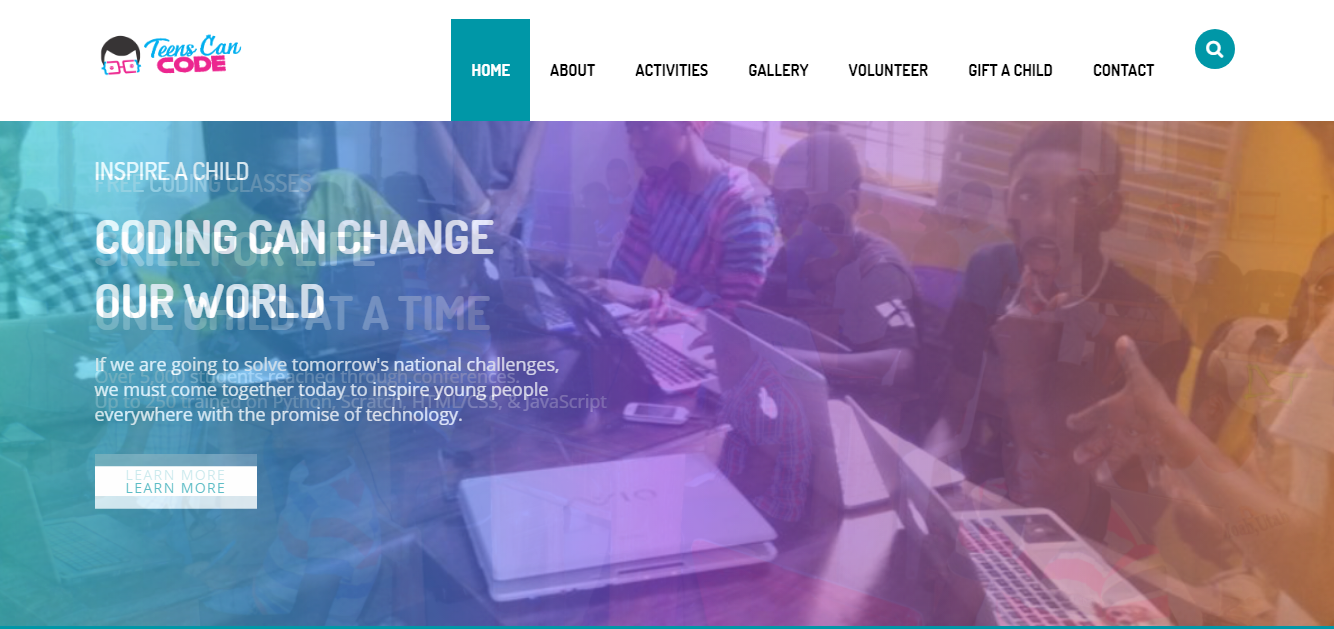 Teens Can
CODE
HOME
ABOUT
ACTIVITIES
GALLERY
VOLUNTEER
GIFT A CHILD
CONTACT
INSPIRE A CHILD
FREE CODING CLASSES
CODING CAN CHANGE
SKILL FOR LIFE
OUR WORLD
ONE CHILD AT A TIME
If we are going to solve tomorrow's national challenges,
Over 5,000 students reached through conferences.
we must come together today to inspire young people
Up to 250 trained on Python, Scratch, HTML/CSS, & JavaScript
everywhere with the promise of technology.
LEARN MORE
LEARN MORE
VAIO